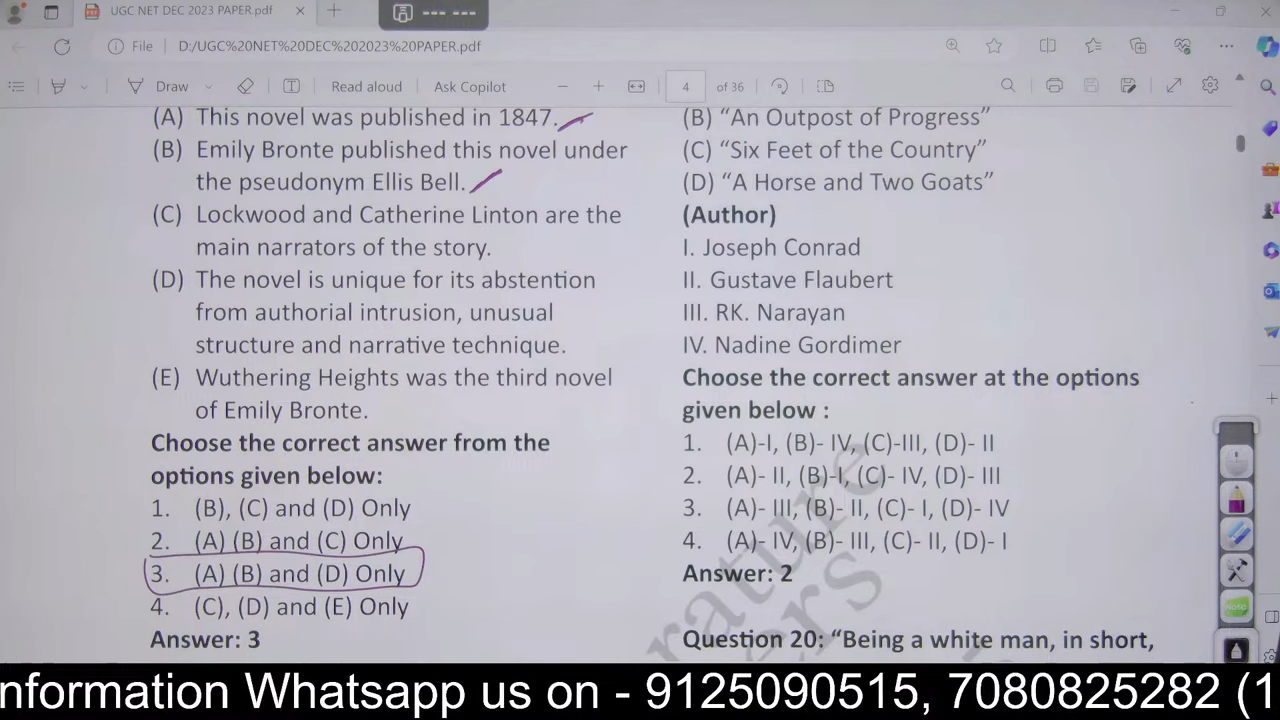 UGC NET DEC 2023 PAPER.pdf
File D:/UGC%20NET%20DEC%202023%20PAPER.pdf
Draw Read aloud Ask Copilot 4 of 36
(A) This novel was published in 1847.
(B) Emily Bronte published this novel under
the pseudonym Ellis Bell.
(C) Lockwood and Catherine Linton are the
main narrators of the story.
(D) The novel is unique for its abstention
from authorial intrusion, unusual
structure and narrative technique.
(E) Wuthering Heights was the third novel
of Emily Bronte.
Choose the correct answer from the
options given below:
1. (B), (C) and (D) Only
2. (A) (B) and (C) Only
3. (A) (B) and (D) Only
4. (C), (D) and (E) Only
Answer: 3
(B) “An Outpost of Progress”
(C) “Six Feet of the Country”
(D) “A Horse and Two Goats”
(Author)
I. Joseph Conrad
II. Gustave Flaubert
III. RK. Narayan
IV. Nadine Gordimer
Choose the correct answer at the options
given below :
1. (A)-I, (B)- IV, (C)-III, (D)- II
2. (A)- II, (B)-I, (C)- IV, (D)- III
3. (A)- III, (B)- II, (C)- I, (D)- IV
4. (A)- IV, (B)- III, (C)- II, (D)- I
Answer: 2
Question 20: “Being a white man, in short,
nformation Whatsapp us on - 9125090515, 7080825282 (1